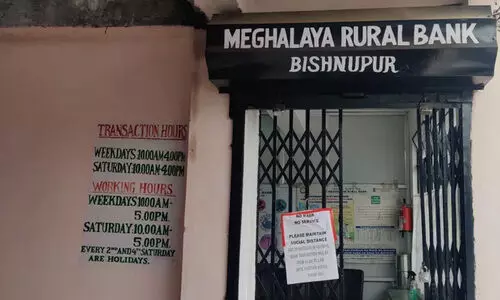 MEGHALAYA RURAL BANK
BISHNUPUR
TRANSACTION HOURS
WEEKDAYS:10.00AM-4.00PM
SATURDAY:10.00AM-4.00PM
WORKING HOURS
WEEKDAYS:10.00AM-
5.00PM.
SATURDAY:10.00AM-
5.00PM.
EVERY 2ND AND 4TH SATURDAY
ARE HOLIDAYS.
NO MASK
NO SERVICE
PLEASE MAINTAIN
SOCIAL DISTANCE